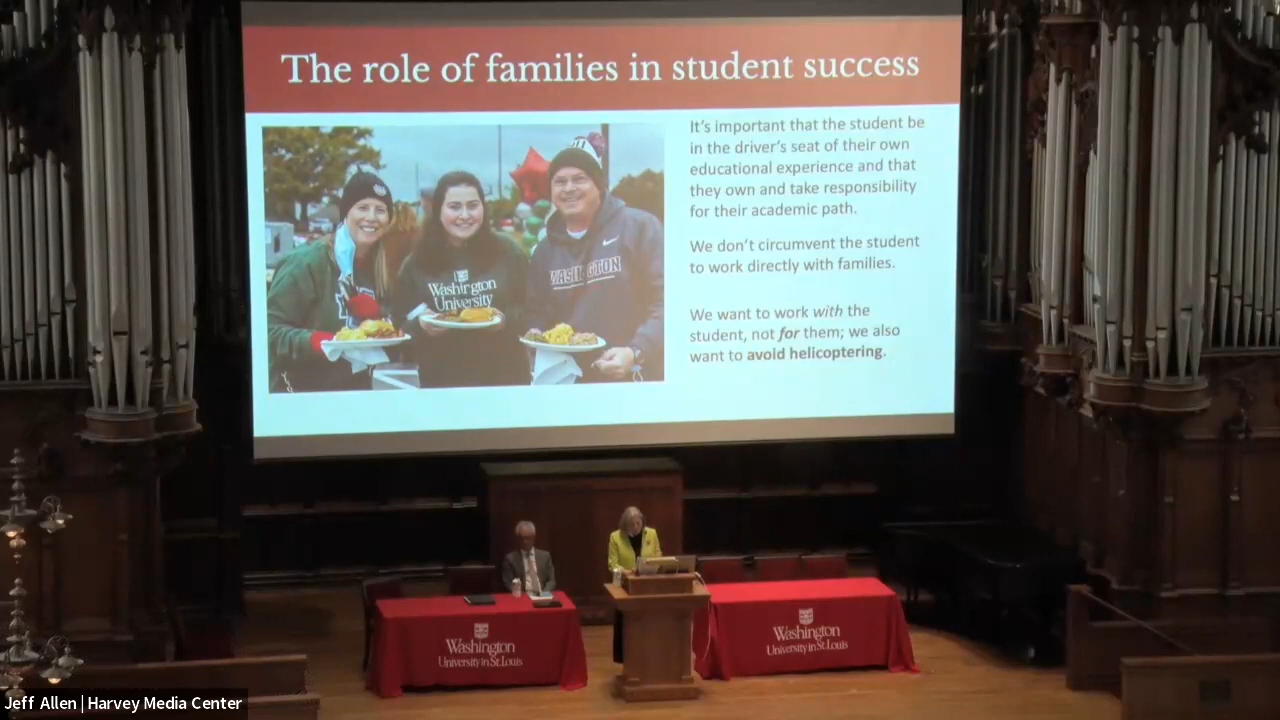 The role of families in student success
It's important that the student be
in the driver's seat of their own
educational experience and that
they own and take responsibility
for their academic path.
We don't circumvent the student
to work directly with families.
We want to work with the
student, not for them; we also
want to avoid helicoptering.
Washington
University
WASHINGTON
Washington
University in St. Louis
Washington
University in St. Louis
Jeff Allen | Harvey Media Center